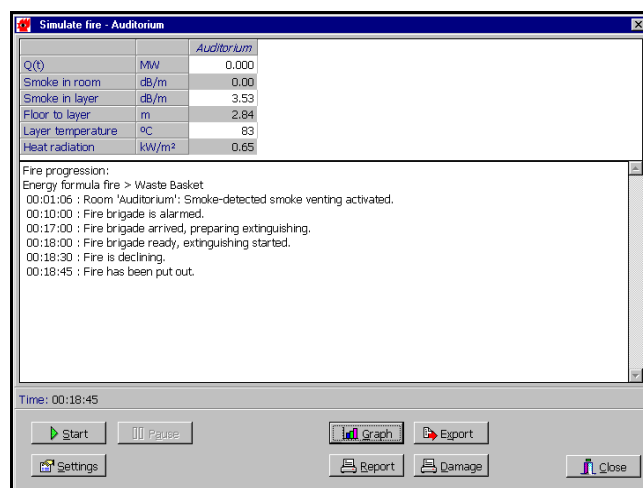 Simulate fire - Auditorium
Auditorium
Q(t) MW 0.000
Smoke in room dB/m 0.00
Smoke in layer dB/m 3.53
Floor to layer m 2.84
Layer temperature ºC 83
Heat radiation kW/m² 0.65
Fire progression:
Energy formula fire > Waste Basket
00:01:06 : Room 'Auditorium': Smoke-detected smoke venting activated.
00:10:00 : Fire brigade is alarmed.
00:17:00 : Fire brigade arrived, preparing extinguishing.
00:18:00 : Fire brigade ready, extinguishing started.
00:18:30 : Fire is declining.
00:18:45 : Fire has been put out.
Time: 00:18:45
Start Pause Graph Export
Settings Report Damage Close